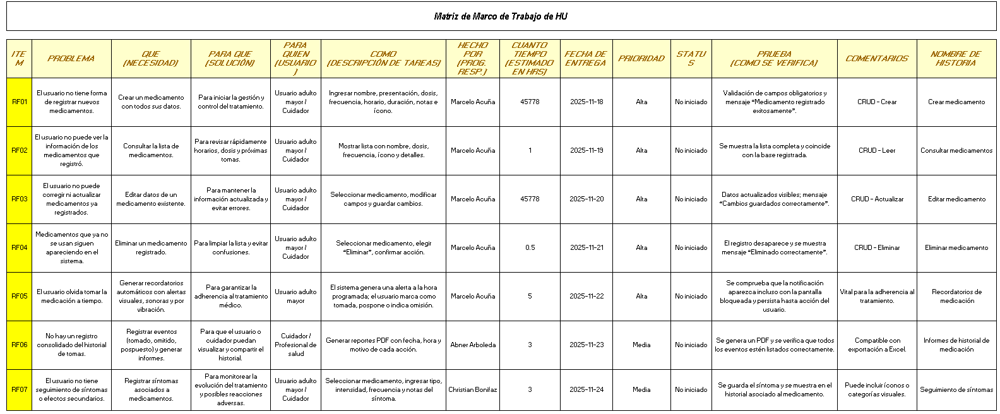 Matriz de Marco de Trabajo de HU
ITE
M
PROBLEMA
QUE
(NECESIDAD)
PARA QUE
(SOLUCIÓN)
PARA
QUIEN
(USUARIO
)
COMO
(DESCRIPCIÓN DE TAREAS)
HECHO
POR
(PROG.
RESP.)
CUANTO
TIEMPO
(ESTIMADO
EN HRS)
FECHA DE
ENTREGA
PRIORIDAD
STATU
S
PRUEBA
(COMO SE VERIFICA)
COMENTARIOS
NOMBRE DE
HISTORIA
RF01
El usuario no tiene forma
de registrar nuevos
medicamentos.
Crear un medicamento
con todos sus datos.
Para iniciar la gestión y
control del tratamiento.
Usuario adulto
mayor /
Cuidador
Ingresar nombre, presentación, dosis,
frecuencia, horario, duración, notas e
ícono.
Marcelo Acuña
45778
2025-11-18
Alta
No iniciado
Validación de campos obligatorios y
mensaje “Medicamento registrado
exitosamente”.
CRUD – Crear
Crear medicamento
RF02
El usuario no puede ver la
información de los
medicamentos que
registró.
Consultar la lista de
medicamentos.
Para revisar rápidamente
horarios, dosis y próximas
tomas.
Usuario adulto
mayor /
Cuidador
Mostrar lista con nombre, dosis,
frecuencia, ícono y detalles.
Marcelo Acuña
1
2025-11-19
Alta
No iniciado
Se muestra la lista completa y coincide
con la base registrada.
CRUD – Leer
Consultar medicamentos
RF03
El usuario no puede
corregir ni actualizar
medicamentos ya
registrados.
Editar datos de un
medicamento existente.
Para mantener la
información actualizada y
evitar errores.
Usuario adulto
mayor /
Cuidador
Seleccionar medicamento, modificar
campos y guardar cambios.
Marcelo Acuña
45778
2025-11-20
Alta
No iniciado
Datos actualizados visibles; mensaje
“Cambios guardados correctamente”.
CRUD – Actualizar
Editar medicamento
RF04
Medicamentos que ya no
se usan siguen
apareciendo en el
sistema.
Eliminar un medicamento
registrado.
Para limpiar la lista y evitar
confusiones.
Usuario adulto
mayor /
Cuidador
Seleccionar medicamento, elegir
“Eliminar”, confirmar acción.
Marcelo Acuña
0.5
2025-11-21
Alta
No iniciado
El registro desaparece y se muestra
mensaje “Eliminado correctamente”.
CRUD – Eliminar
Eliminar medicamento
RF05
El usuario olvida tomar la
medicación a tiempo.
Generar recordatorios
automáticos con alertas
visuales, sonoras y por
vibración.
Para garantizar la
adherencia al tratamiento
médico.
Usuario adulto
mayor
El sistema genera una alerta a la hora
programada; el usuario marca como
tomada, pospone o indica omisión.
Marcelo Acuña
5
2025-11-22
Alta
No iniciado
Se comprueba que la notificación
aparezca incluso con la pantalla
bloqueada y persista hasta acción del
usuario.
Vital para la adherencia al
tratamiento.
Recordatorios de
medicación
RF06
No hay un registro
consolidado del historial
de tomas.
Registrar eventos
(tomado, omitido,
pospuesto) y generar
informes.
Para que el usuario o
cuidador puedan
visualizar y compartir el
historial.
Cuidador /
Profesional de
salud
Generar reportes PDF con fecha, hora y
motivo de cada acción.
Abner Arboleda
3
2025-11-23
Media
No iniciado
Se genera un PDF y se verifica que todos
los eventos estén listados correctamente.
Compatible con
exportación a Excel.
Informes de historial de
medicación
RF07
El usuario no tiene
seguimiento de síntomas
o efectos secundarios.
Registrar síntomas
asociados a
medicamentos.
Para monitorear la
evolución del tratamiento
y posibles reacciones
adversas.
Usuario adulto
mayor /
Cuidador
Seleccionar medicamento, ingresar tipo,
intensidad, frecuencia y notas del
síntoma.
Christian Bonifaz
3
2025-11-24
Media
No iniciado
Se guarda el síntoma y se muestra en el
historial asociado al medicamento.
Puede incluir íconos o
categorías visuales.
Seguimiento de síntomas